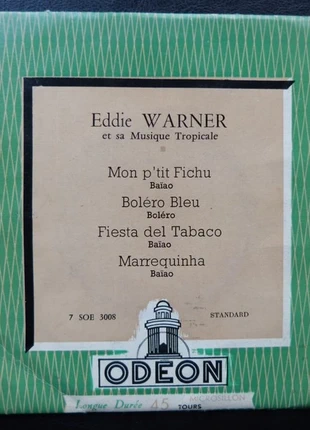 Eddie WARNER
et sa Musique Tropicale
Mon p'tit Fichu
Baïao
Boléro Bleu
Boléro
Fiesta del Tabaco
Baïao
Marrequinha
Baïao
7 SOE 3008 STANDARD
ODEON
Longue Durée 45 TOURS MICROSILLON